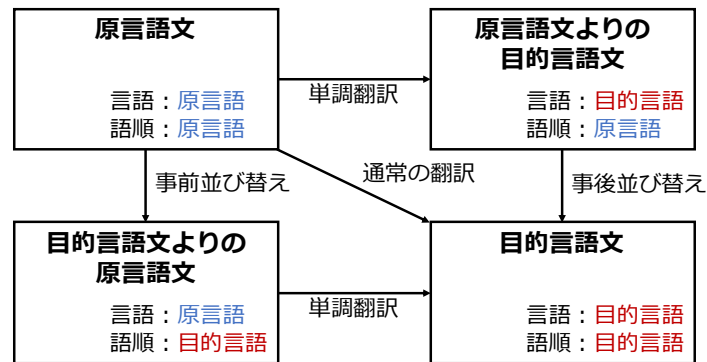 原言語文
言語：原言語
語順：原言語
単調翻訳
原言語文よりの
目的言語文
言語：目的言語
語順：原言語
事前並び替え
通常の翻訳
事後並び替え
目的言語文よりの
原言語文
言語：原言語
語順：目的言語
単調翻訳
目的言語文
言語：目的言語
語順：目的言語